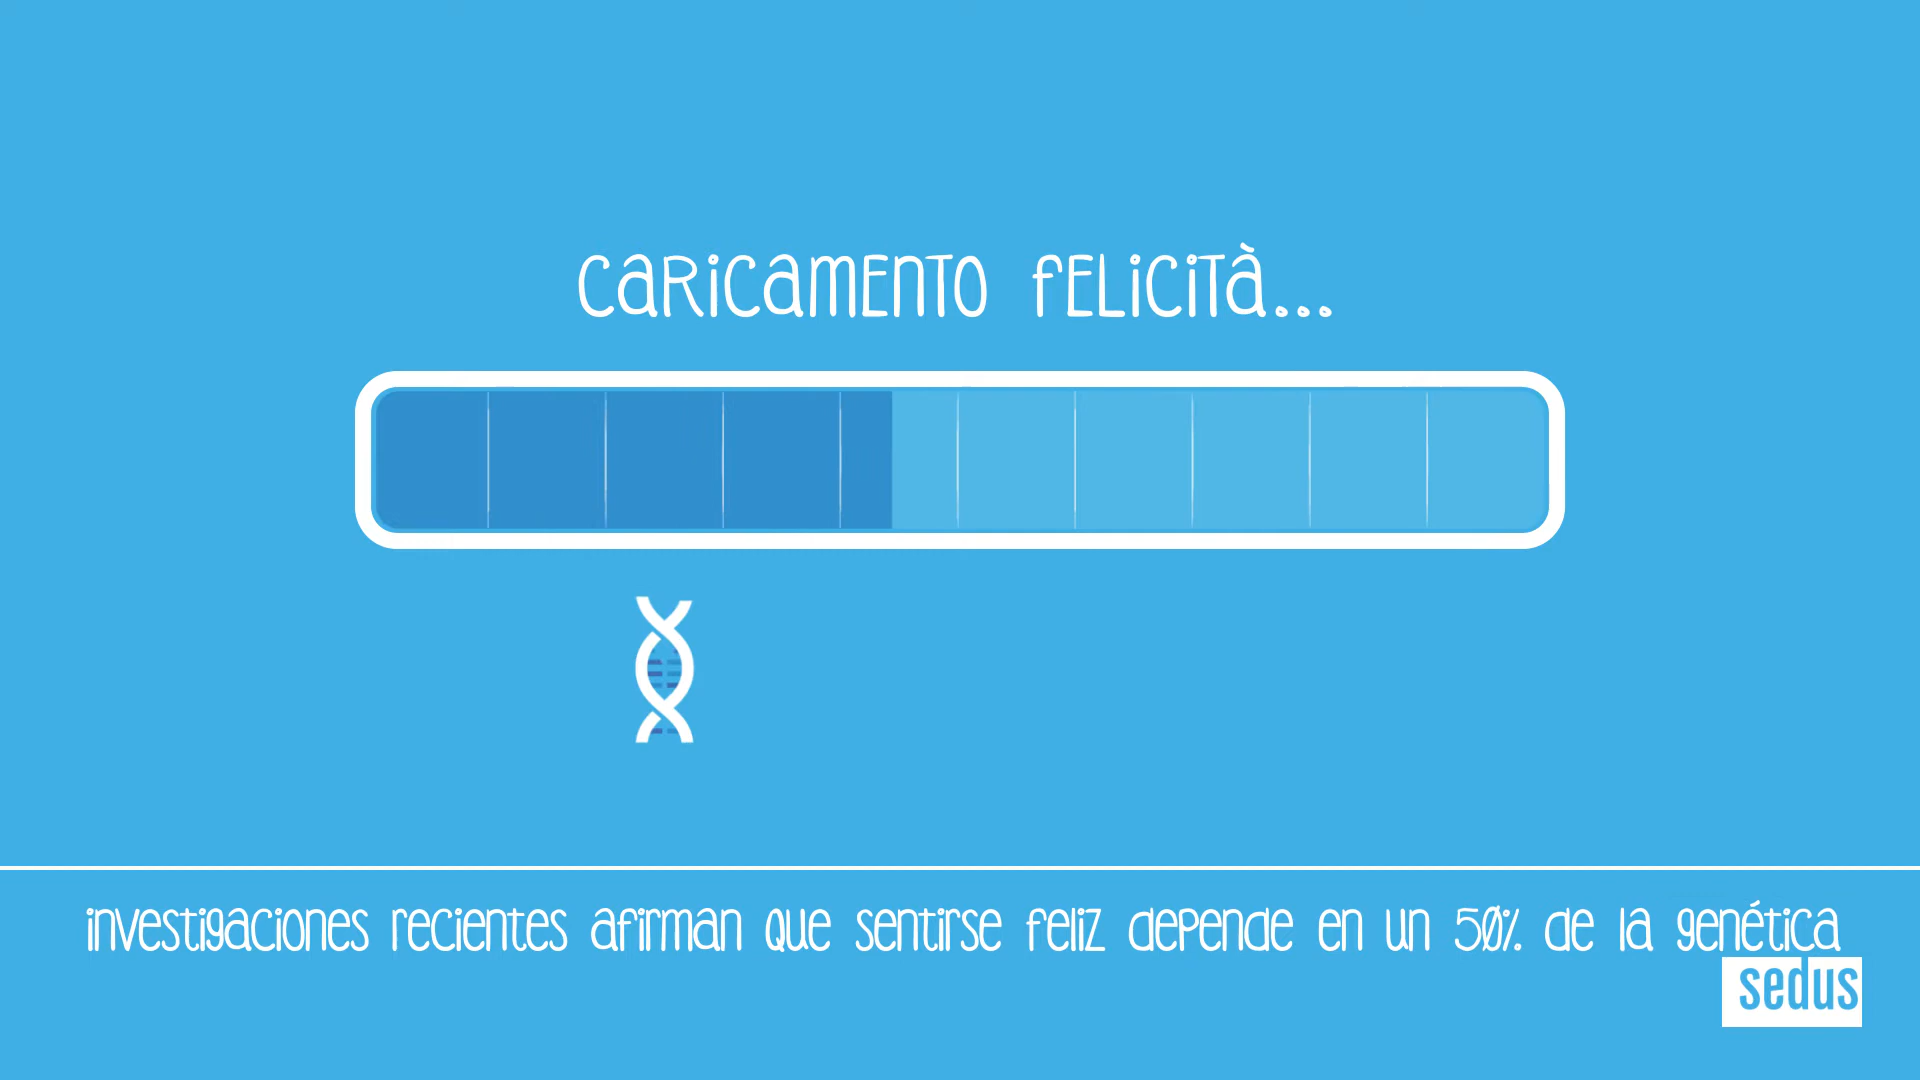 CARICAMENTO FELICITÀ...
investigaciones recientes afirman que sentirse feliz depende en un 50% de la genética
sedus